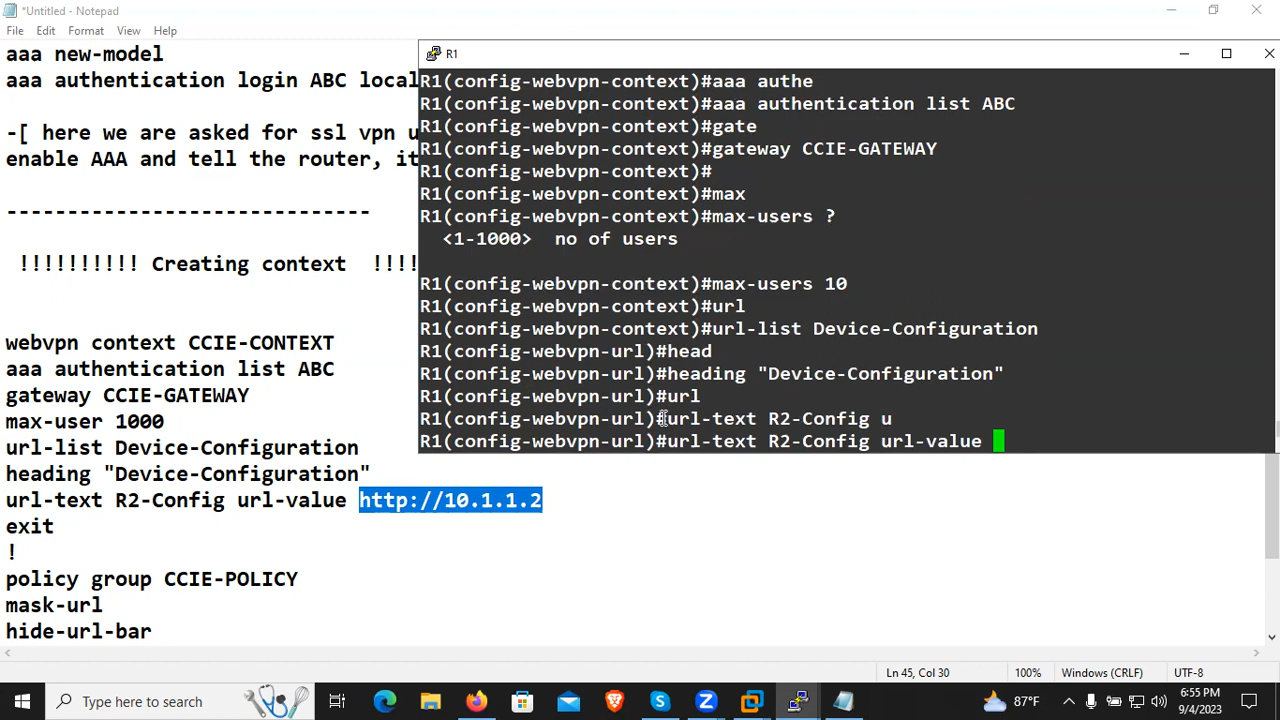 *Untitled - Notepad
File Edit Format View Help
aaa new-model
aaa authentication login ABC local
-[ here we are asked for ssl vpn u
enable AAA and tell the router, it
------------------------------
!!!!!!!!!! Creating context !!!!
webvpn context CCIE-CONTEXT
aaa authentication list ABC
gateway CCIE-GATEWAY
max-user 1000
url-list Device-Configuration
heading "Device-Configuration"
url-text R2-Config url-value http://10.1.1.2
exit
!
policy group CCIE-POLICY
mask-url
hide-url-bar
R1
R1(config-webvpn-context)#aaa authe
R1(config-webvpn-context)#aaa authentication list ABC
R1(config-webvpn-context)#gate
R1(config-webvpn-context)#gateway CCIE-GATEWAY
R1(config-webvpn-context)#
R1(config-webvpn-context)#max
R1(config-webvpn-context)#max-users ?
<1-1000> no of users
R1(config-webvpn-context)#max-users 10
R1(config-webvpn-context)#url
R1(config-webvpn-context)#url-list Device-Configuration
R1(config-webvpn-url)#head
R1(config-webvpn-url)#heading "Device-Configuration"
R1(config-webvpn-url)#url
R1(config-webvpn-url)#url-text R2-Config u
R1(config-webvpn-url)#url-text R2-Config url-value
Ln 45, Col 30 100% Windows (CRLF) UTF-8
Type here to search
87°F
6:55 PM
9/4/2023